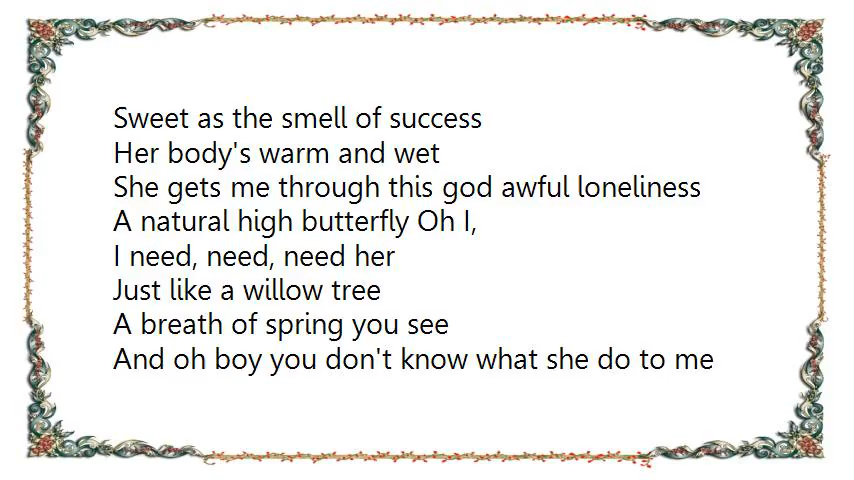 Sweet as the smell of success
Her body's warm and wet
She gets me through this god awful loneliness
A natural high butterfly Oh I,
I need, need, need her
Just like a willow tree
A breath of spring you see
And oh boy you don't know what she do to me